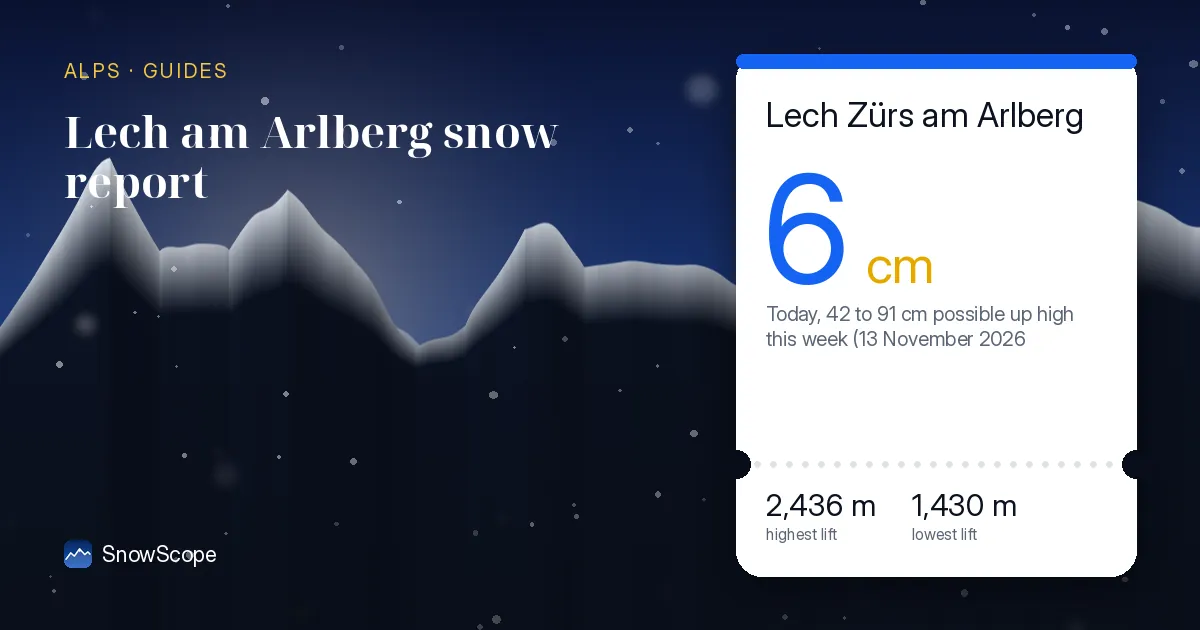 ALPS · GUIDES
Lech am Arlberg snow
report
Lech Zürs am Arlberg
6 cm
Today, 42 to 91 cm possible up high
this week (13 November 2026
2,436 m
highest lift
1,430 m
lowest lift
SnowScope